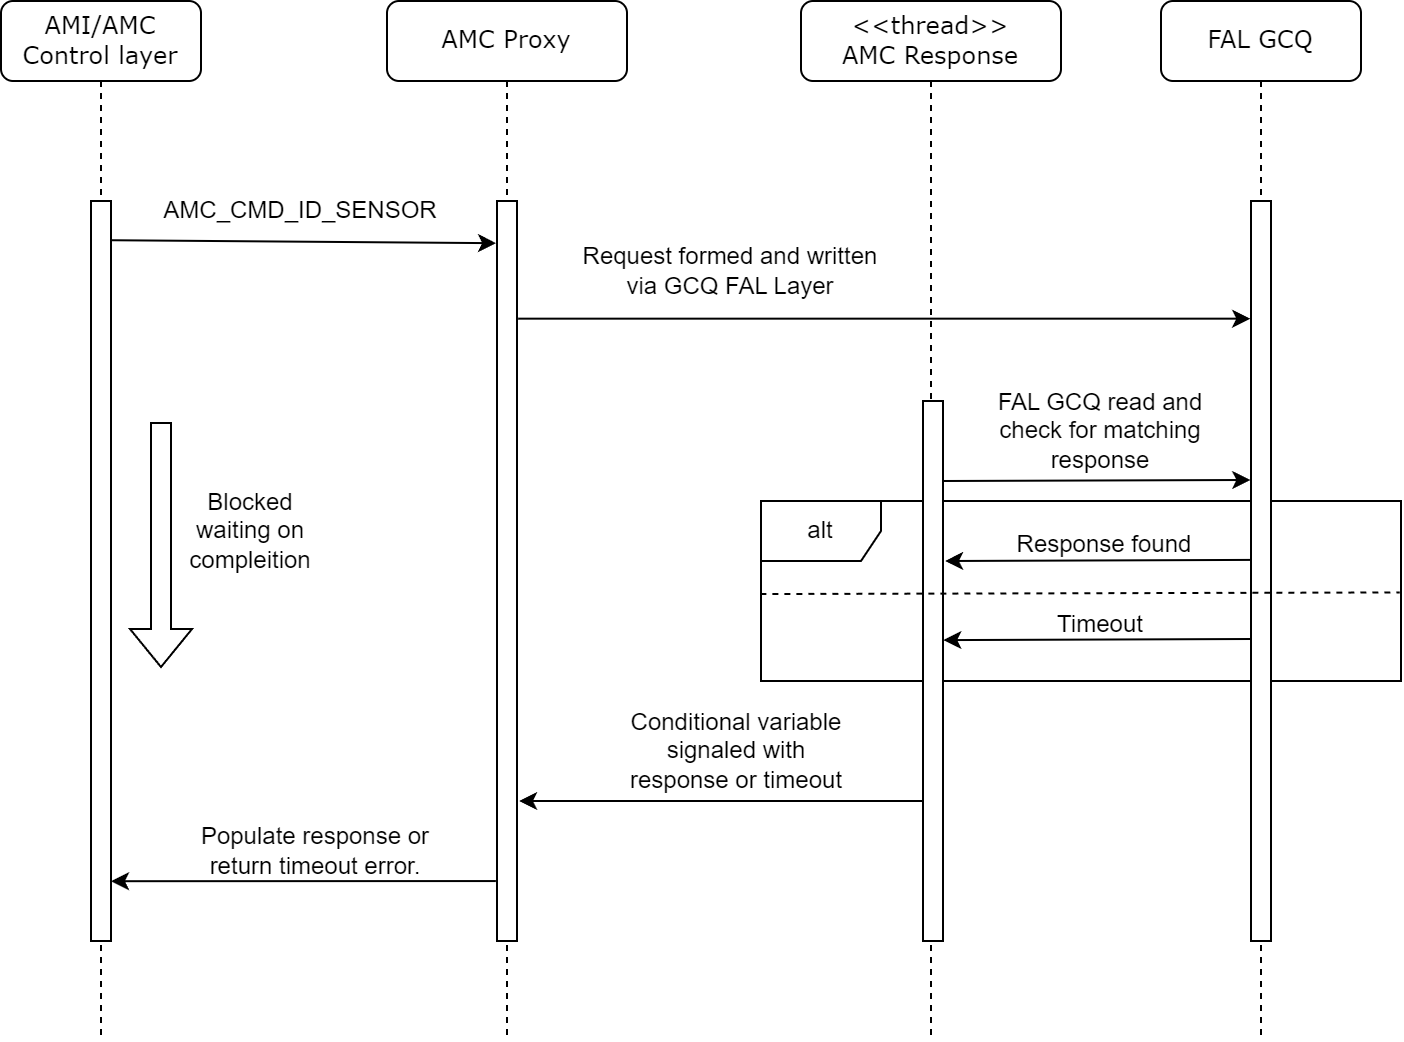 AMI/AMC
Control layer
AMC Proxy
<<thread>>
AMC Response
FAL GCQ
AMC_CMD_ID_SENSOR
Request formed and written
via GCQ FAL Layer
FAL GCQ read and
check for matching
response
Blocked
waiting on
compleition
alt
Response found
Timeout
Conditional variable
signaled with
response or timeout
Populate response or
return timeout error.